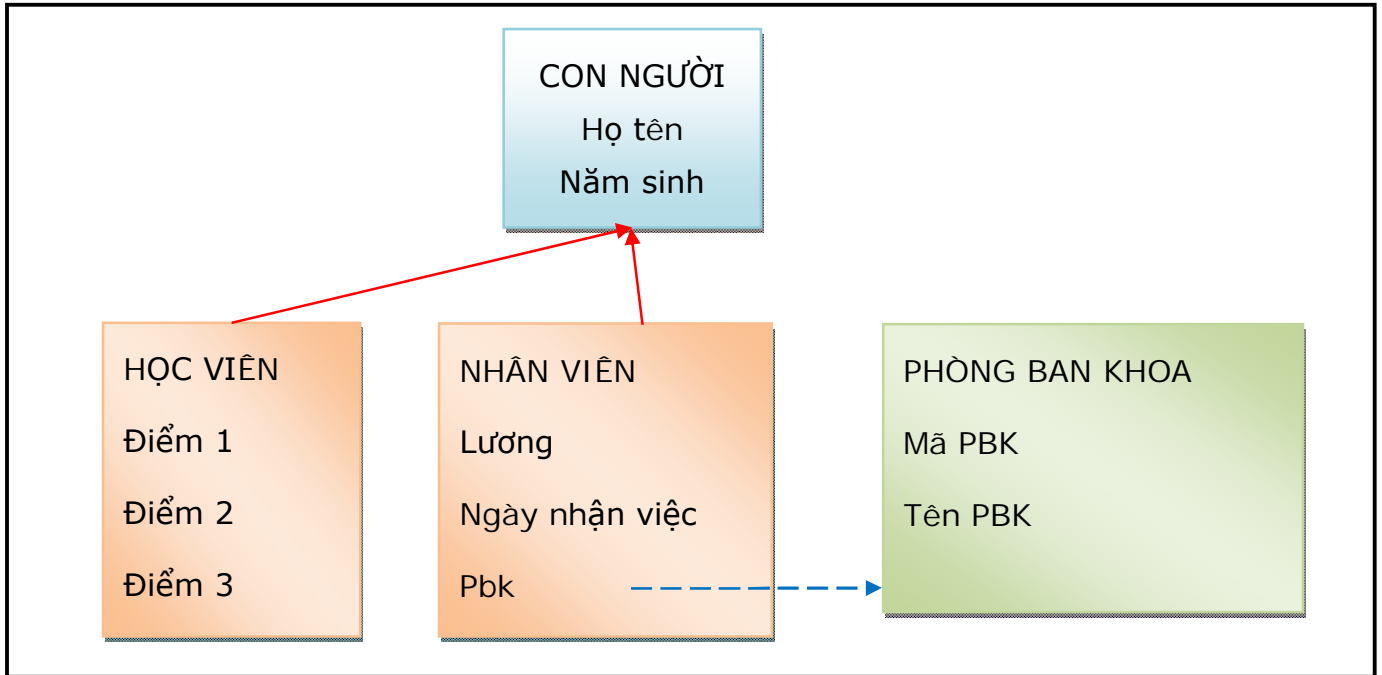 CON NGƯỜI
Họ tên
Năm sinh
HỌC VIÊN
Điểm 1
Điểm 2
Điểm 3
NHÂN VIÊN
Lương
Ngày nhận việc
Pbk
PHÒNG BAN KHOA
Mã PBK
Tên PBK